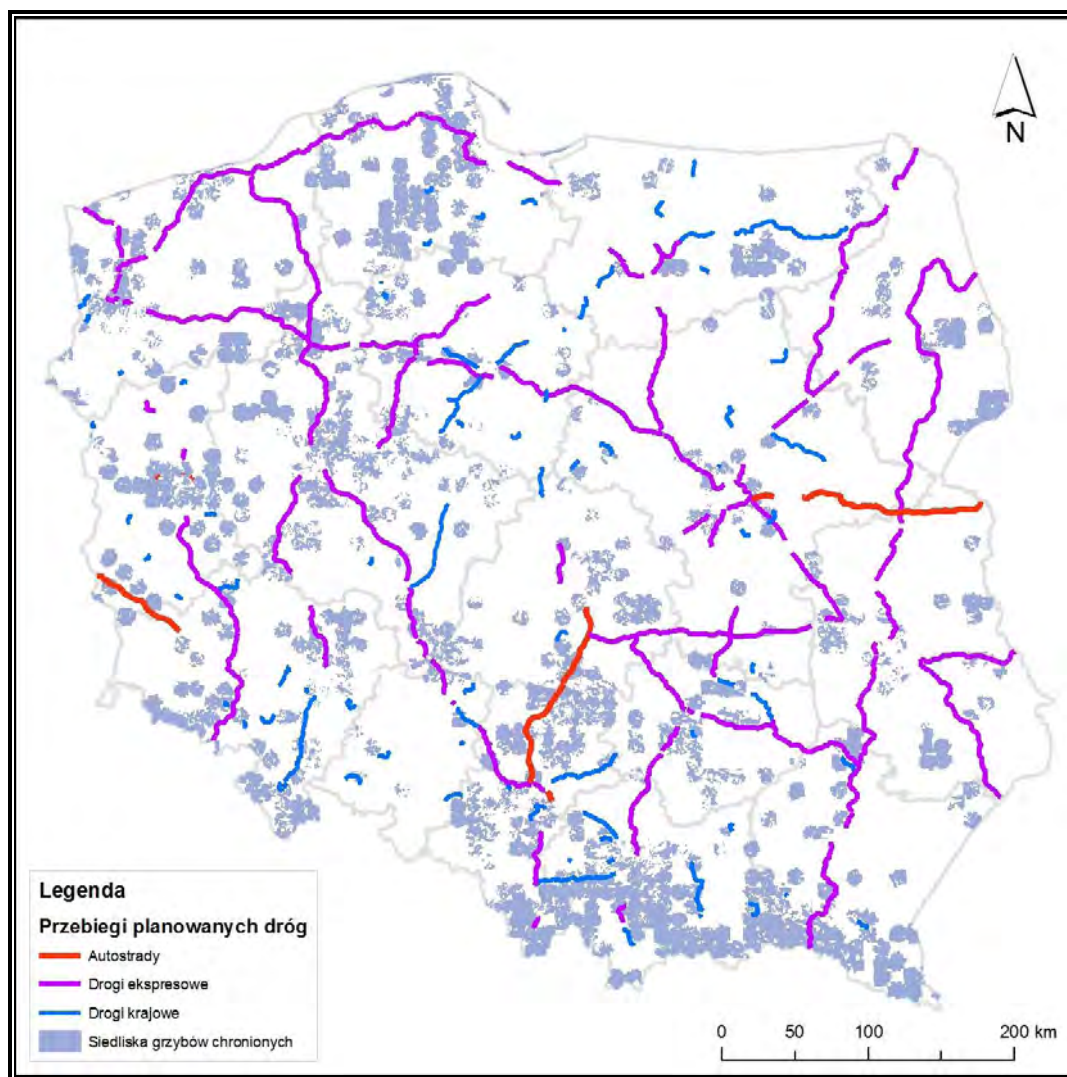 N
Legenda
Przebiegi planowanych dróg
Autostrady
Drogi ekspresowe
Drogi krajowe
Siedliska grzybów chronionych
0 50 100 200 km